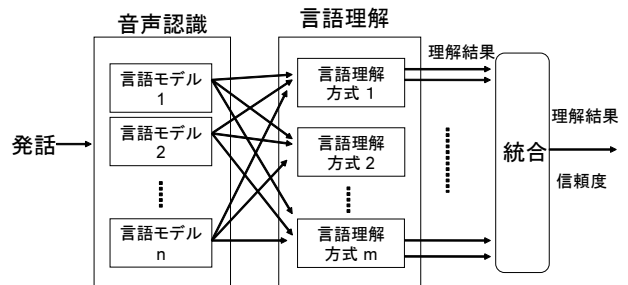 音声認識
言語理解
言語モデル
1
言語モデル
2
言語モデル
n
発話
言語理解
方式 1
言語理解
方式 2
言語理解
方式 m
理解結果
統合
理解結果
信頼度